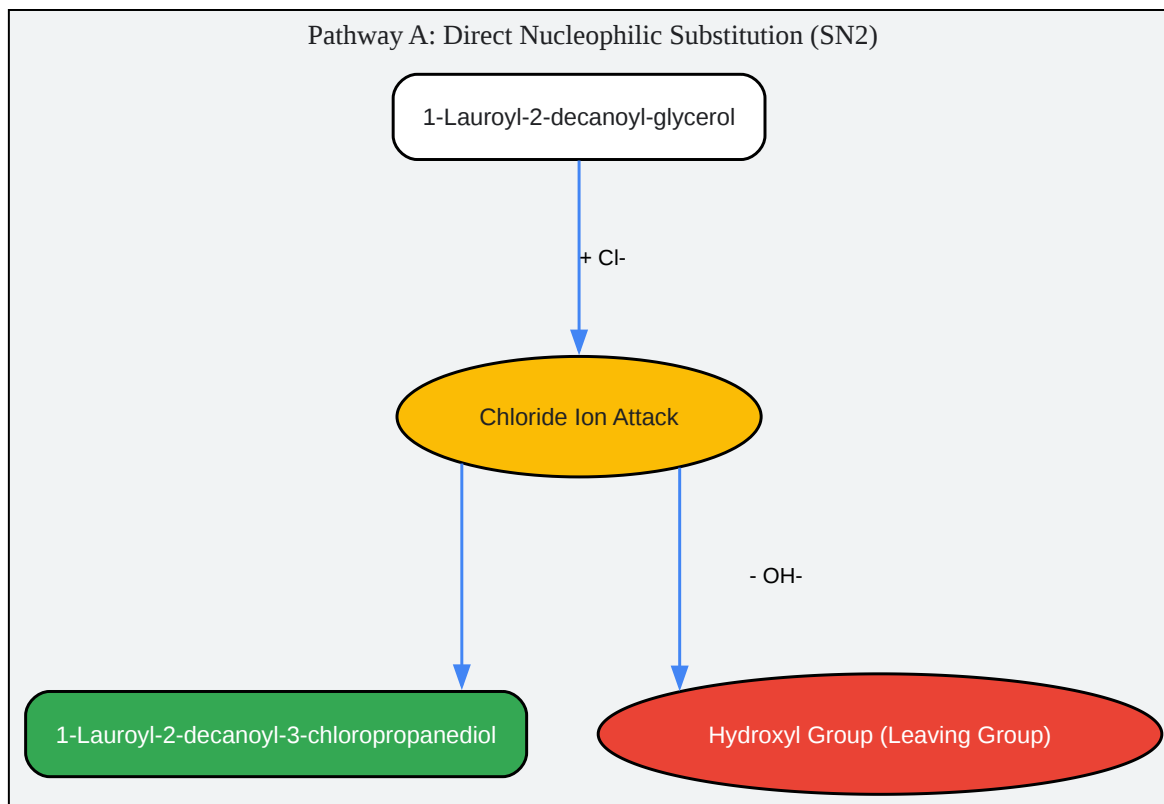 Pathway A: Direct Nucleophilic Substitution (SN2)
1-Lauroyl-2-decanoyl-glycerol
+ Cl-
Chloride Ion Attack
- OH-
1-Lauroyl-2-decanoyl-3-chloropropanediol
Hydroxyl Group (Leaving Group)